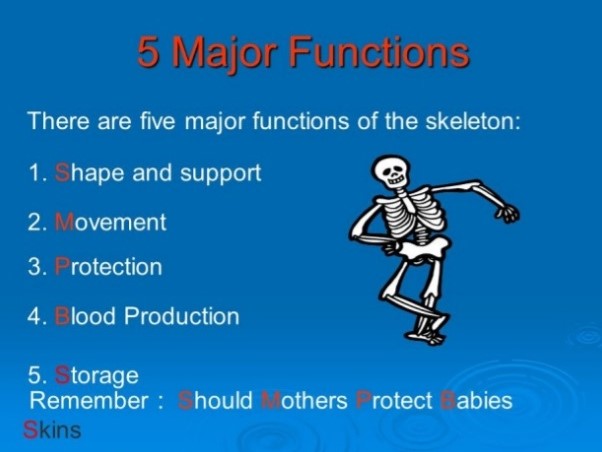 5 Major Functions
There are five major functions of the skeleton:
1. Shape and support
2. Movement
3. Protection
4. Blood Production
5. Storage
Remember : Should Mothers Protect Babies
Skins